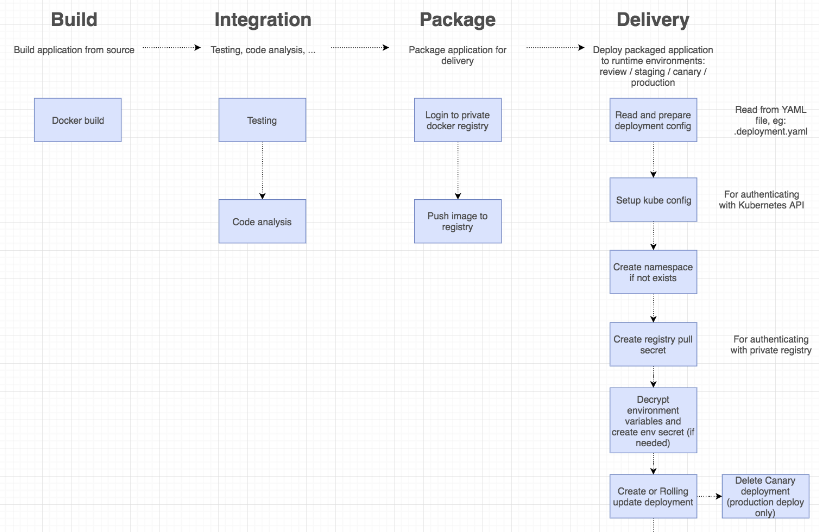 Build
Integration
Package
Delivery
Build application from source
Testing, code analysis, ...
Package application for
delivery
Deploy packaged application
to runtime environments:
review / staging / canary /
production
Docker build
Testing
Code analysis
Login to private
docker registry
Push image to
registry
Read and prepare
deployment config
Read from YAML
file, eg:
.deployment.yaml
Setup kube config
For authenticating
with Kubernetes API
Create namespace
if not exists
Create registry pull
secret
For authenticating
with private registry
Decrypt
environment
variables and
create env secret (if
needed)
Create or Rolling
update deployment
Delete Canary
deployment
(production deploy
only)